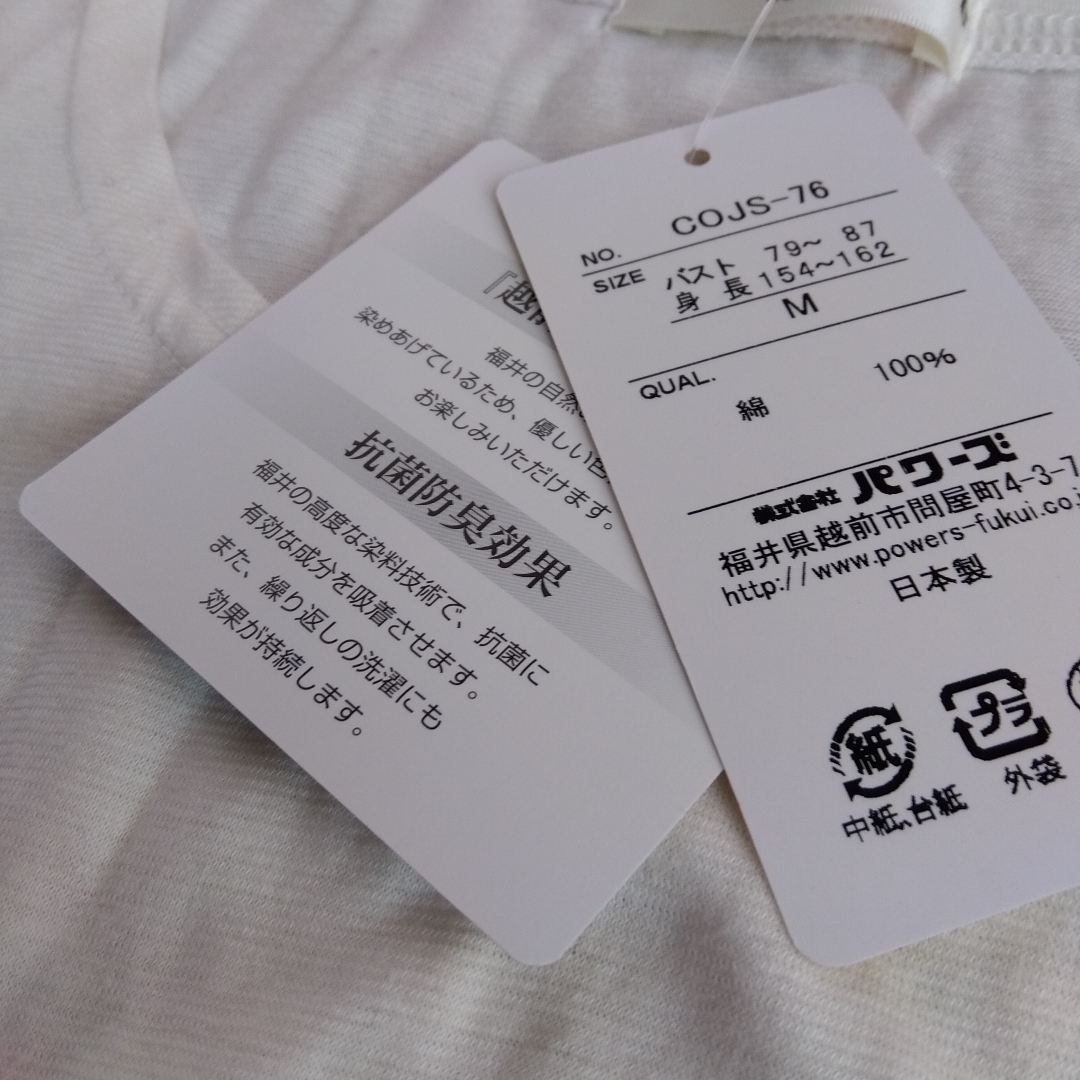 『越
福井の自然
染めあげているため、優しい色
お楽しみいただけます。
抗菌防臭効果
福井の高度な染料技術で、抗菌に
有効な成分を吸着させます。
また、繰り返しの洗濯にも
効果が持続します。
NO. COJS-76
SIZE バスト 79～ 87
身 長 154～162
M
QUAL.
綿 100%
株式会社 パワーズ
福井県越前市問屋町4-3-7
http://www.powers-fukui.co.j
日本製
紙 プラ
中紙、台紙 外袋